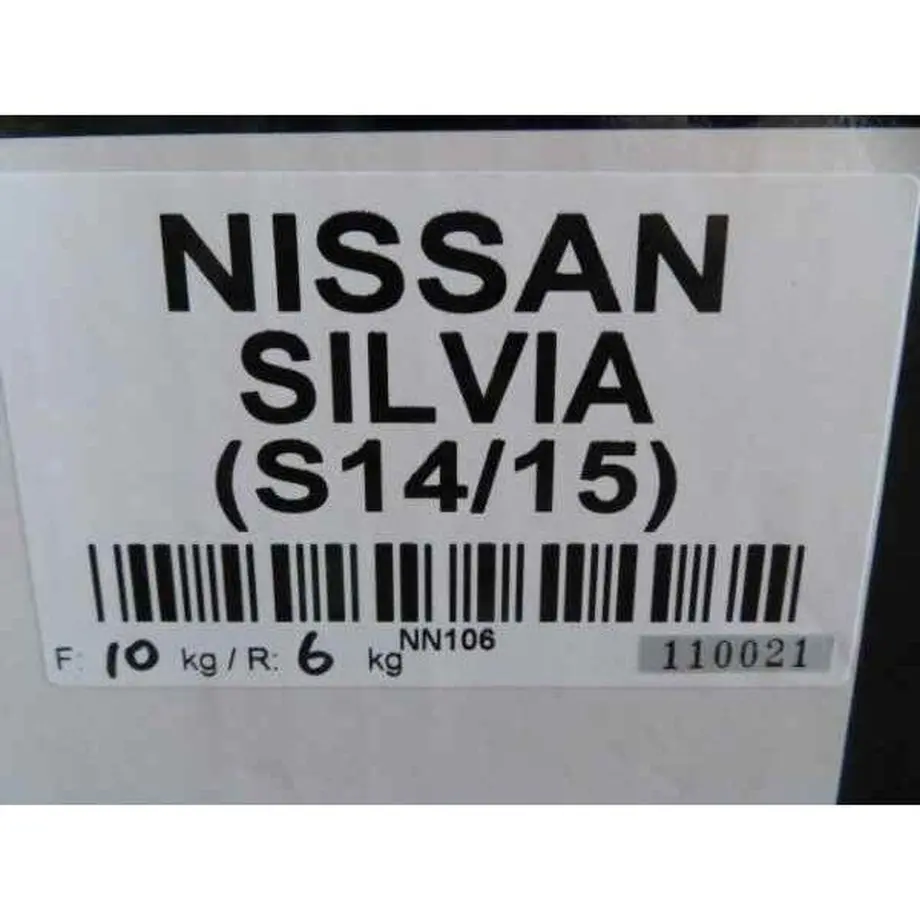 NISSAN
SILVIA
(S14/15)
NN106
F: 10 kg / R: 6 kg
110021